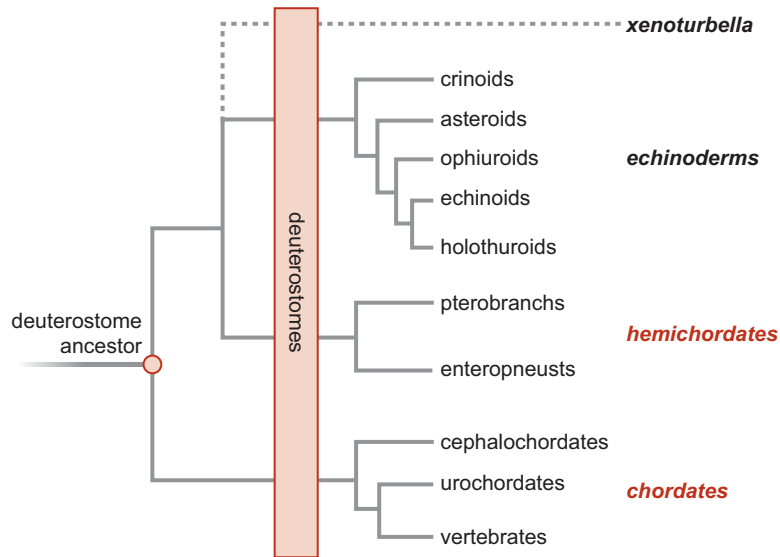 xenoturbella
crinoids
asteroids
ophiuroids
echinoderms
echinoids
holothuroids
deuterostomes
pterobranchs
hemichordates
deuterostome
ancestor
enteropneusts
cephalochordates
urochordates
chordates
vertebrates